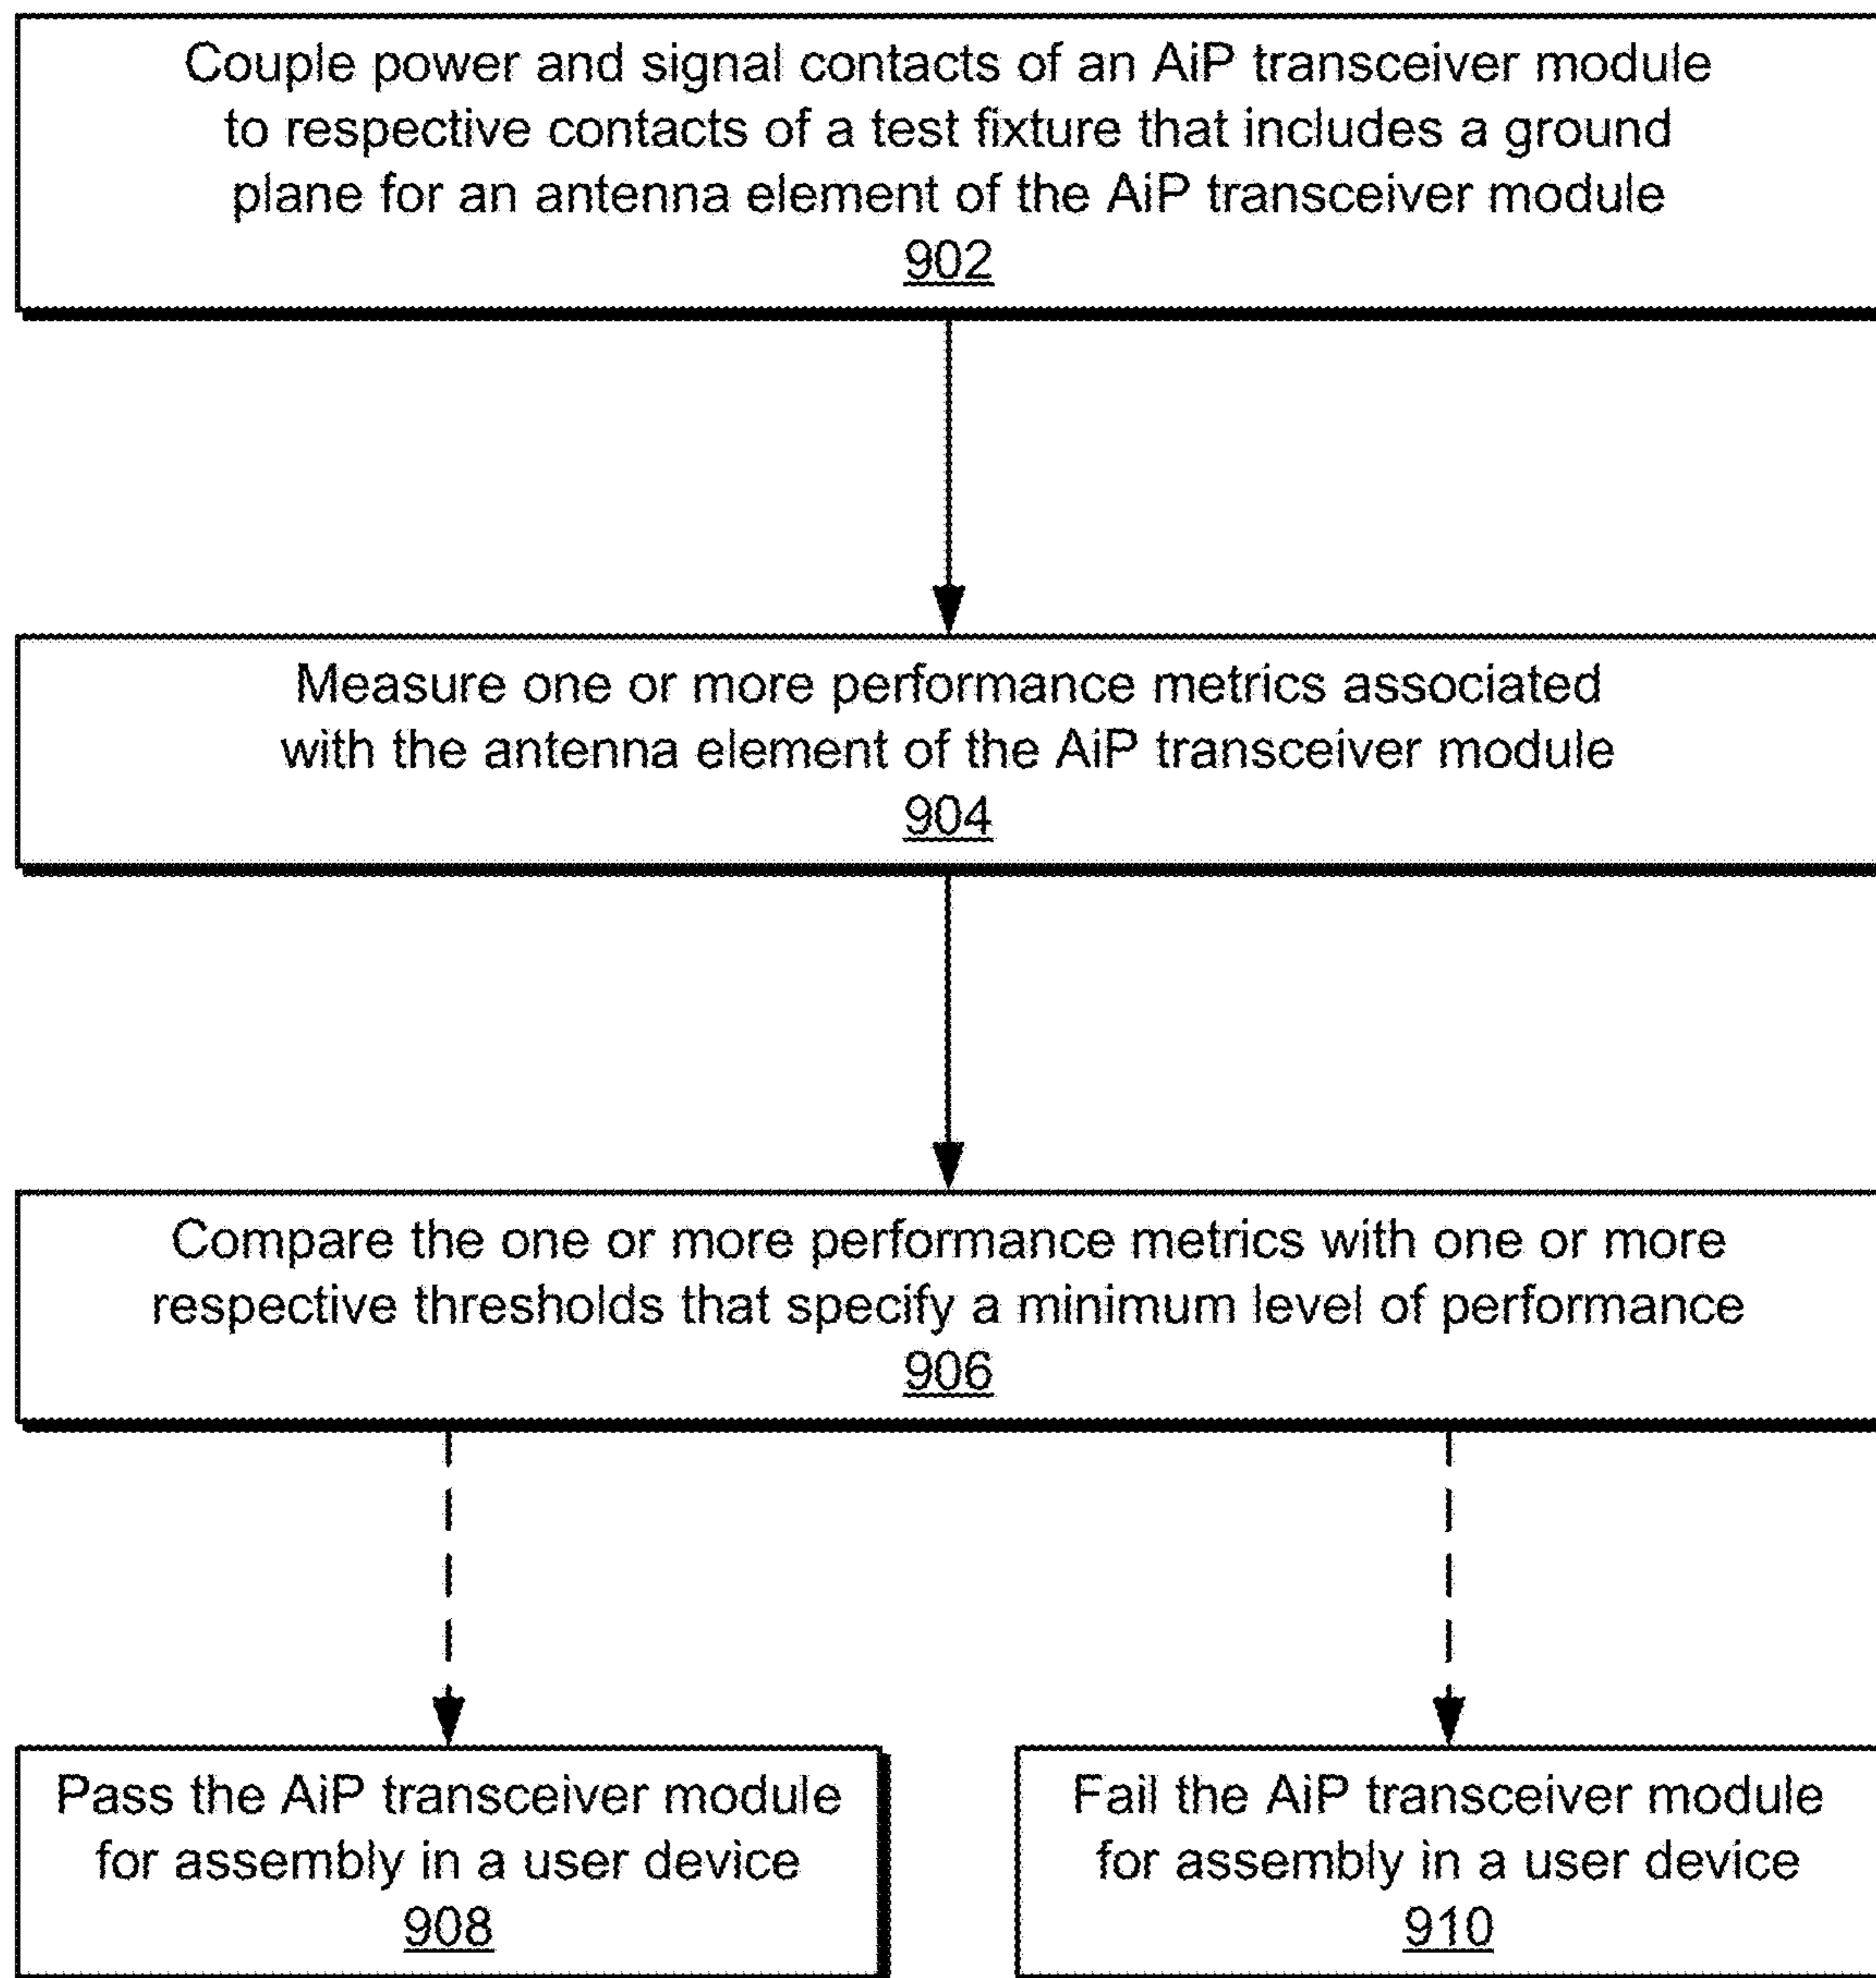 Couple power and signal contacts of an AiP transceiver module
to respective contacts of a test fixture that includes a ground
plane for an antenna element of the AiP transceiver module
902
Measure one or more performance metrics associated
with the antenna element of the AiP transceiver module
904
Compare the one or more performance metrics with one or more
respective thresholds that specify a minimum level of performance
906
Pass the AiP transceiver module
for assembly in a user device
908
Fail the AiP transceiver module
for assembly in a user device
910